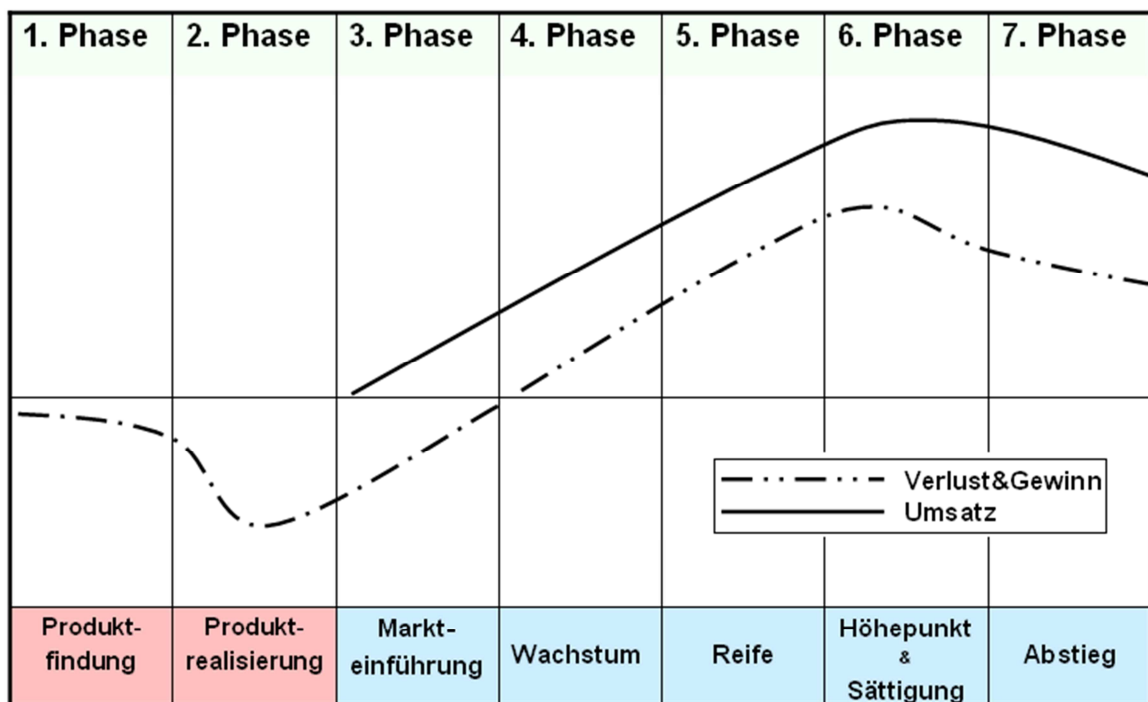 1. Phase
2. Phase
3. Phase
4. Phase
5. Phase
6. Phase
7. Phase
Verlust&Gewinn
Umsatz
Produkt-
findung
Produkt-
realisierung
Markt-
einführung
Wachstum
Reife
Höhepunkt
&
Sättigung
Abstieg